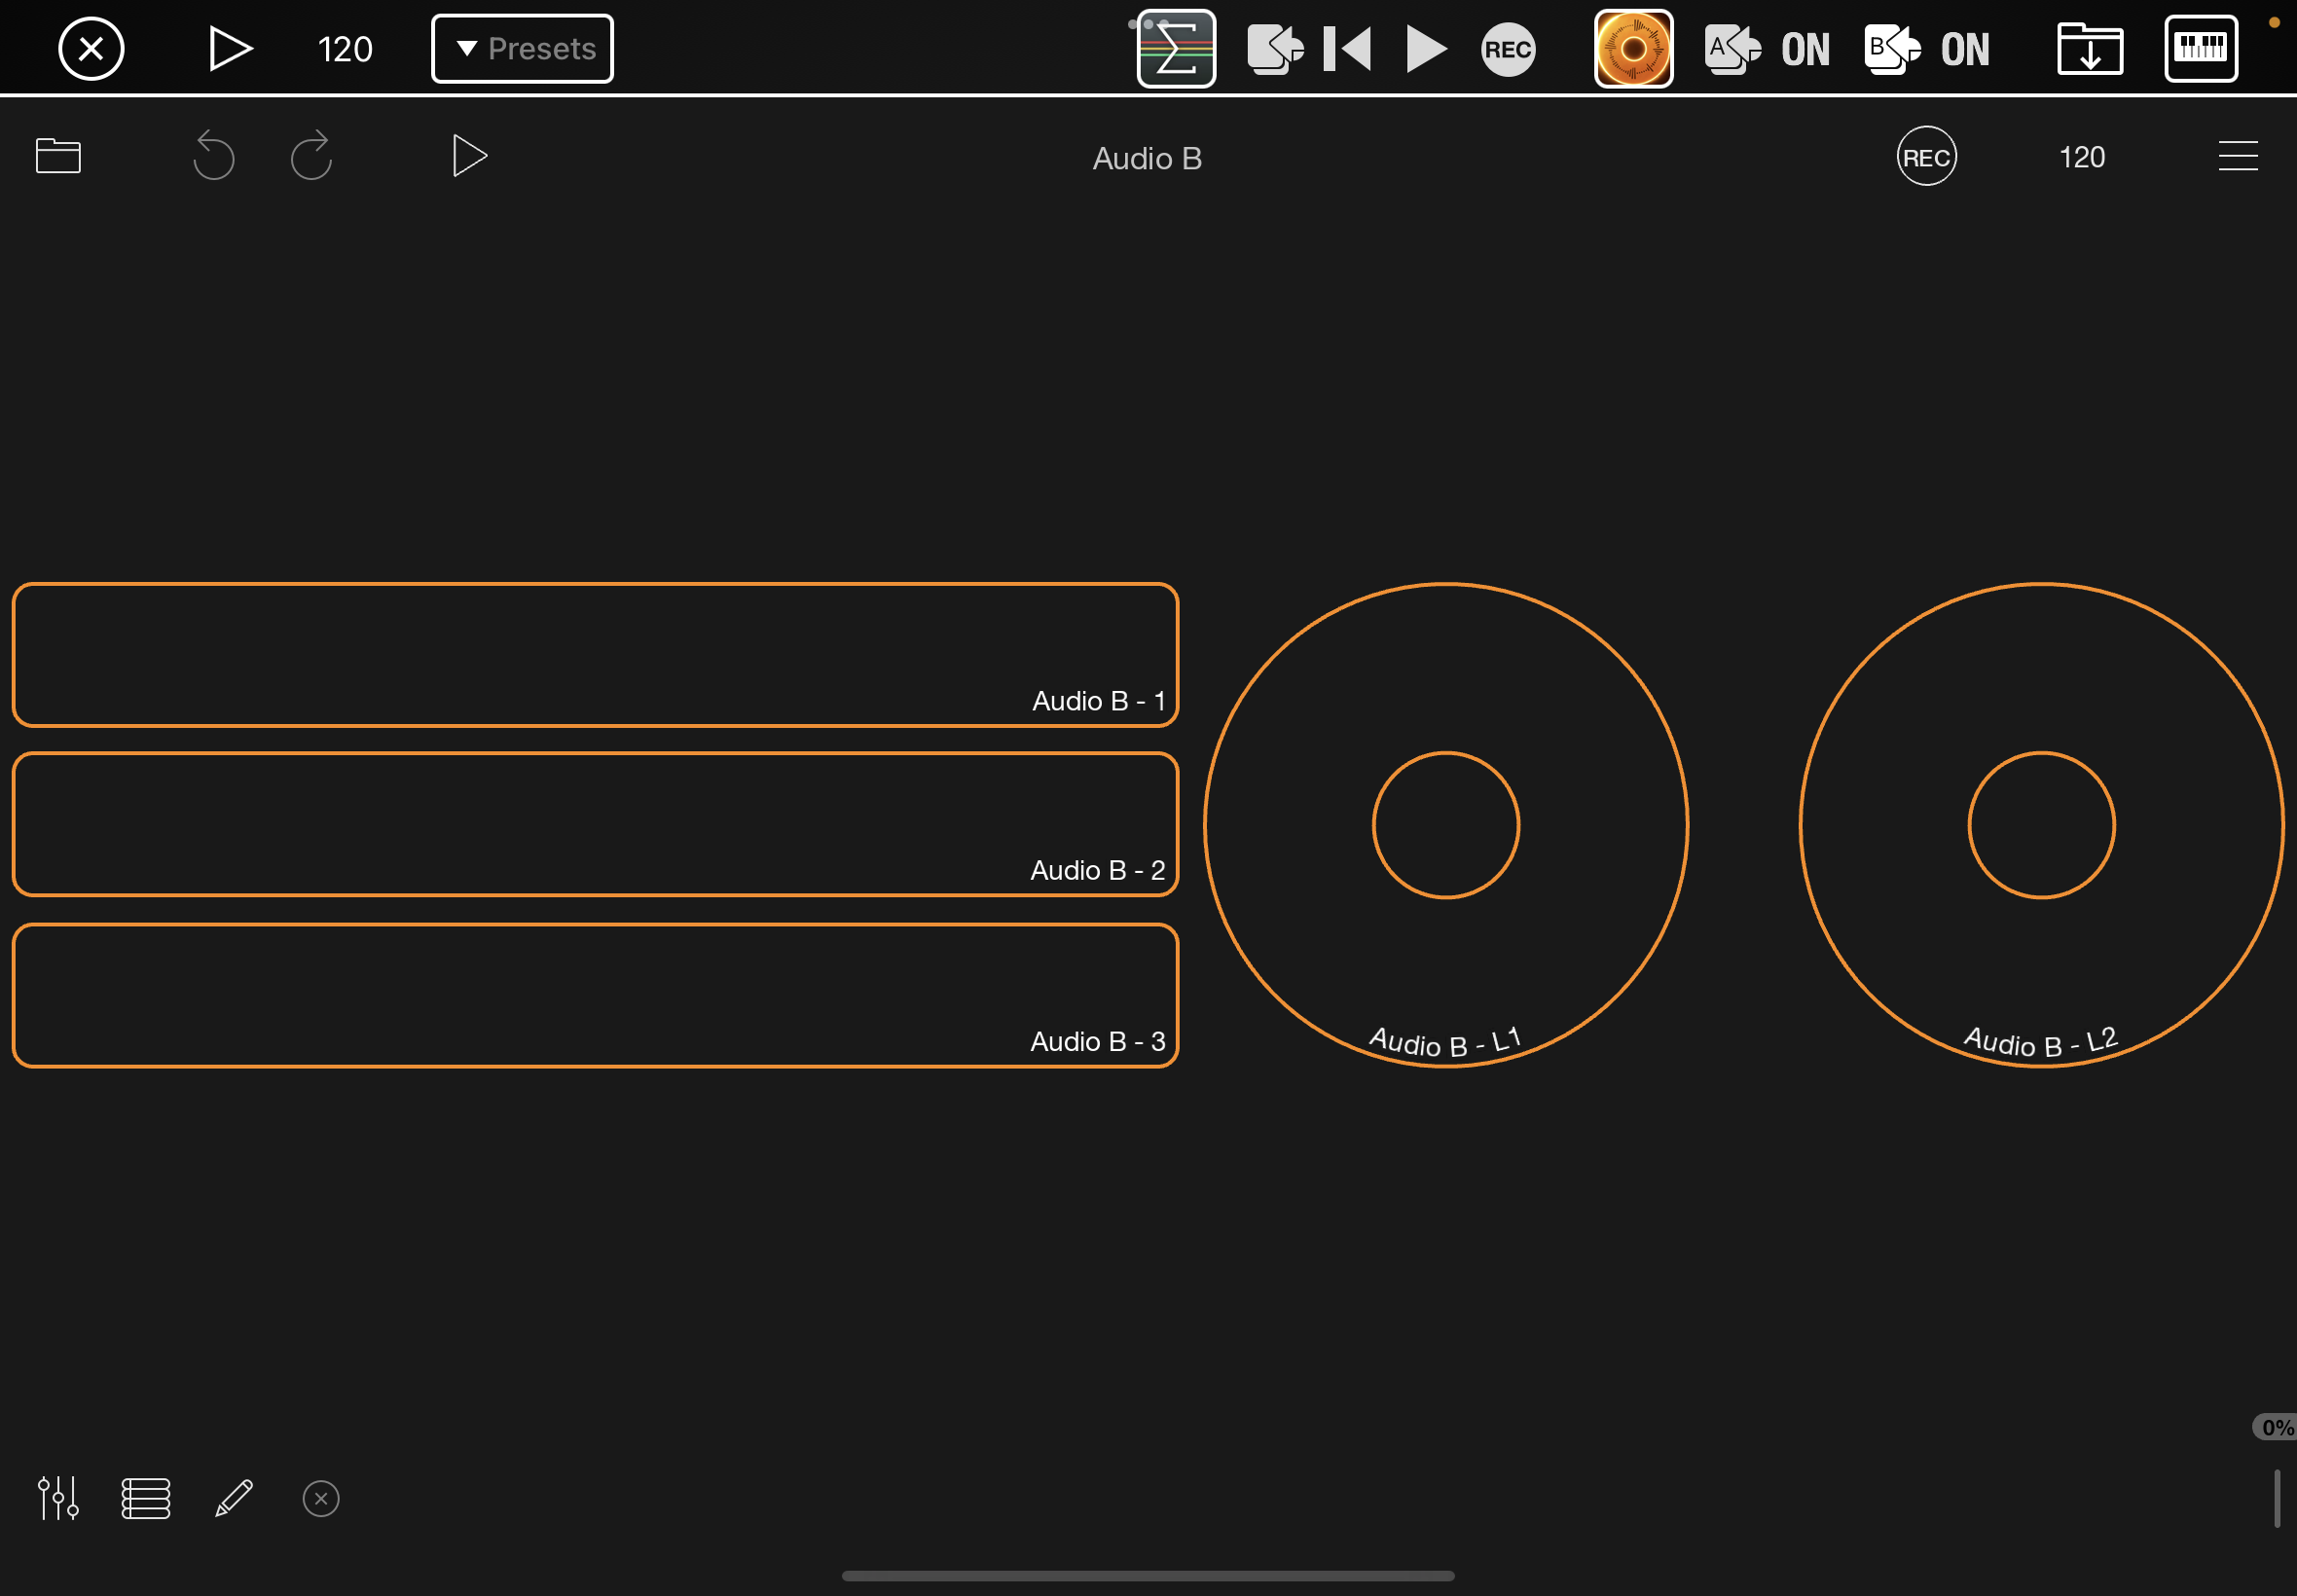 120
Presets
Σ
REC
A
ON
B
ON
Audio B
REC
120
Audio B - 1
Audio B - 2
Audio B - 3
Audio B - L1
Audio B - L2
0%